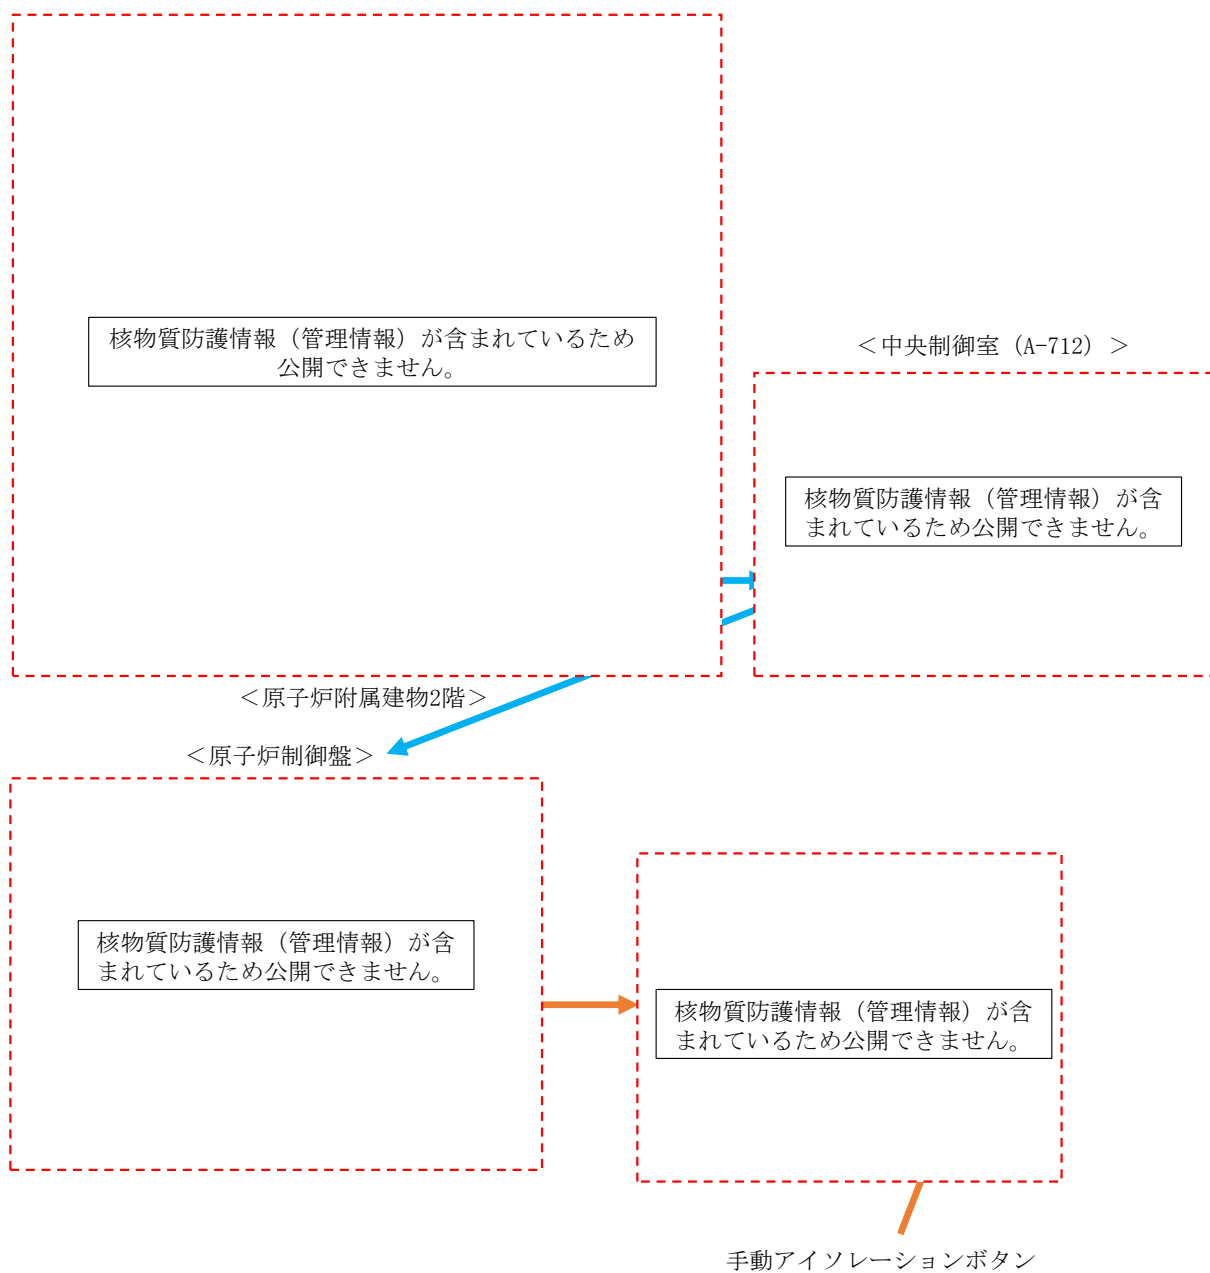 核物質防護情報（管理情報）が含まれているため
公開できません。
＜中央制御室（A-712）＞
核物質防護情報（管理情報）が含
まれているため公開できません。
＜原子炉附属建物2階＞
＜原子炉制御盤＞
核物質防護情報（管理情報）が含
まれているため公開できません。
核物質防護情報（管理情報）が含
まれているため公開できません。
手動アイソレーションボタン